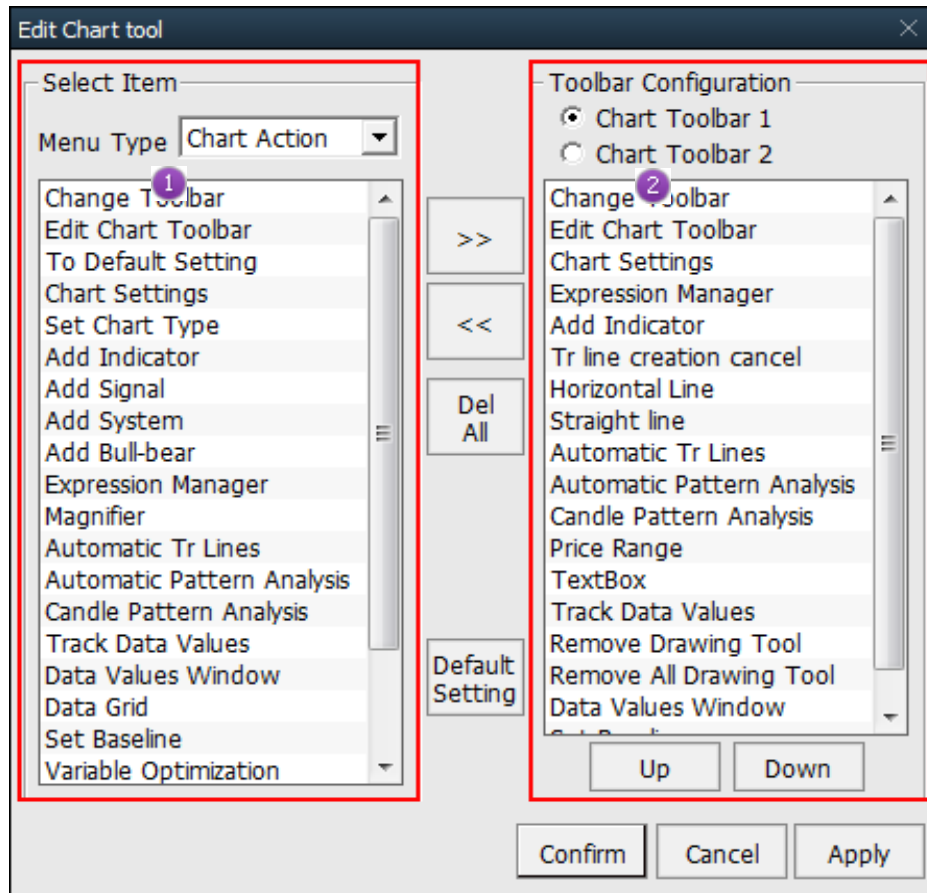 Edit Chart tool
Select Item
Menu Type Chart Action
1
Change Toolbar
Edit Chart Toolbar
To Default Setting
Chart Settings
Set Chart Type
Add Indicator
Add Signal
Add System
Add Bull-bear
Expression Manager
Magnifier
Automatic Tr Lines
Automatic Pattern Analysis
Candle Pattern Analysis
Track Data Values
Data Values Window
Data Grid
Set Baseline
Variable Optimization
>>
<<
Del
All
Default
Setting
Toolbar Configuration
Chart Toolbar 1
Chart Toolbar 2
2
Change Toolbar
Edit Chart Toolbar
Chart Settings
Expression Manager
Add Indicator
Tr line creation cancel
Horizontal Line
Straight line
Automatic Tr Lines
Automatic Pattern Analysis
Candle Pattern Analysis
Price Range
TextBox
Track Data Values
Remove Drawing Tool
Remove All Drawing Tool
Data Values Window
Up
Down
Confirm
Cancel
Apply